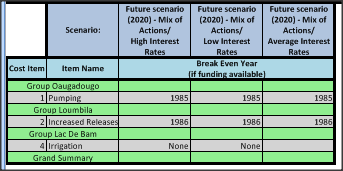 Scenario:
Future scenario (2020) - Mix of Actions/ High Interest Rates
Future scenario (2020) - Mix of Actions/ Low Interest Rates
Future scenario (2020) - Mix of Actions/ Average Interest Rates
Cost Item Item Name Break Even Year
(if funding available)
Group Oaugadougo
1 Pumping 1985 1985 1985
Group Loumbila
2 Increased Releases 1986 1986 1986
Group Lac De Bam
4 Irrigation None None
Grand Summary